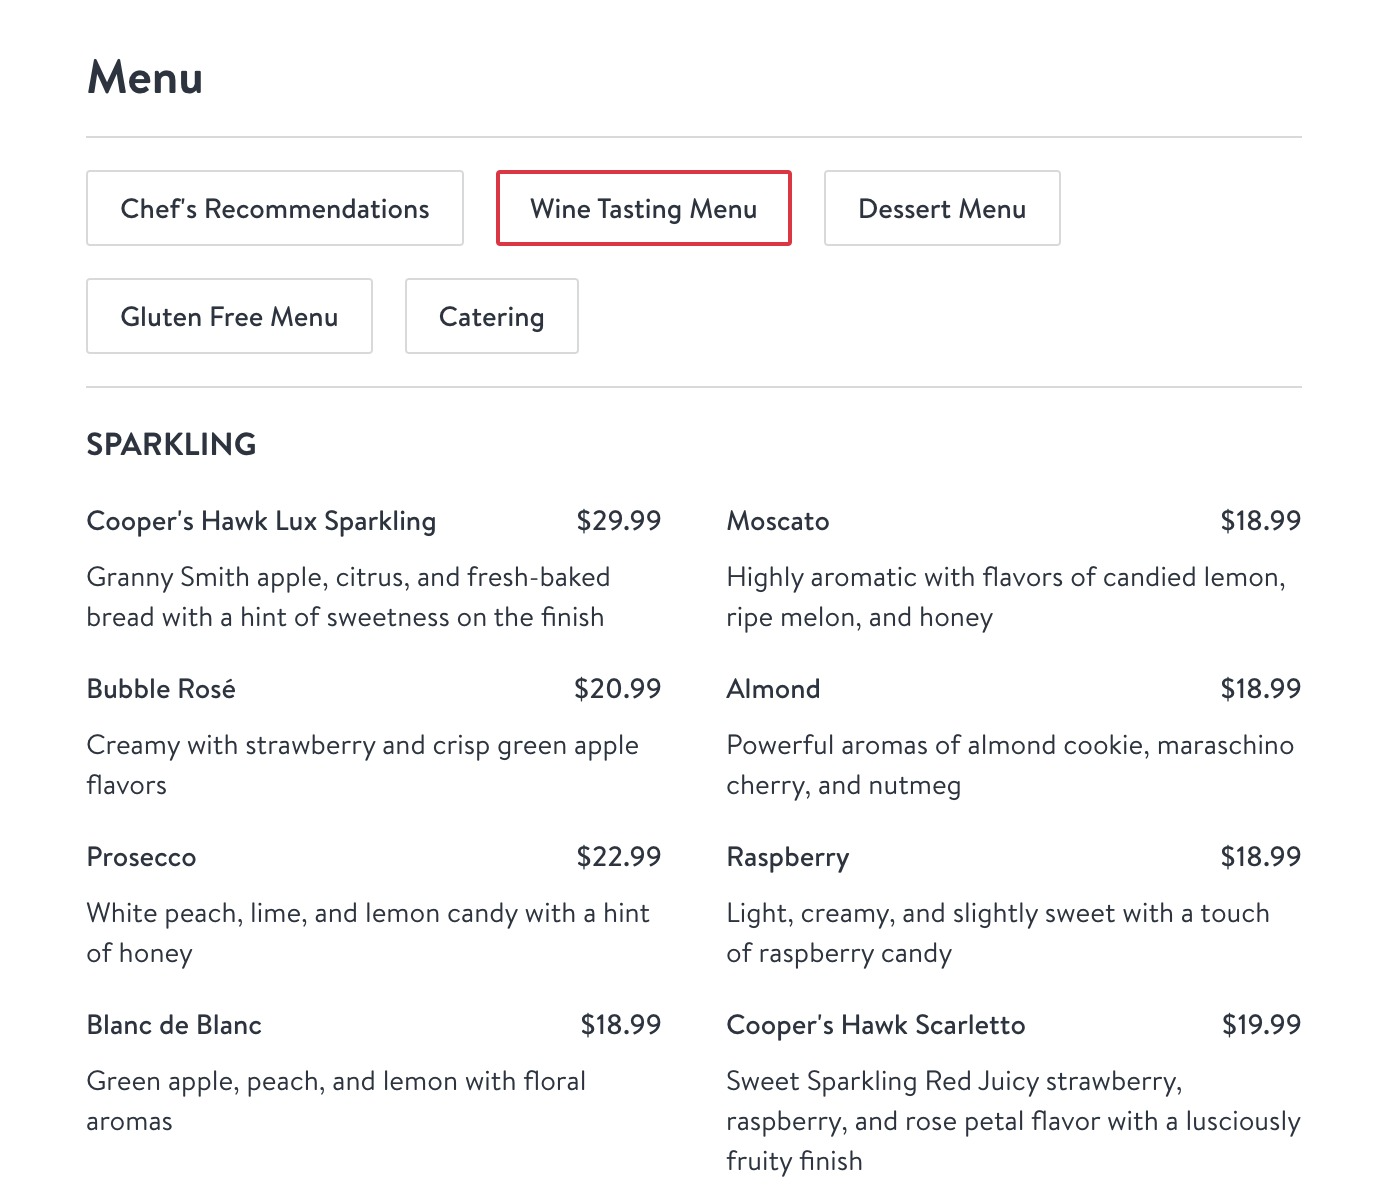 Menu
Chef's Recommendations
Wine Tasting Menu
Dessert Menu
Gluten Free Menu
Catering
SPARKLING
Cooper's Hawk Lux Sparkling $29.99
Granny Smith apple, citrus, and fresh-baked
bread with a hint of sweetness on the finish
Bubble Rosé $20.99
Creamy with strawberry and crisp green apple
flavors
Prosecco $22.99
White peach, lime, and lemon candy with a hint
of honey
Blanc de Blanc $18.99
Green apple, peach, and lemon with floral
aromas
Moscato $18.99
Highly aromatic with flavors of candied lemon,
ripe melon, and honey
Almond $18.99
Powerful aromas of almond cookie, maraschino
cherry, and nutmeg
Raspberry $18.99
Light, creamy, and slightly sweet with a touch
of raspberry candy
Cooper's Hawk Scarletto $19.99
Sweet Sparkling Red Juicy strawberry,
raspberry, and rose petal flavor with a lusciously
fruity finish